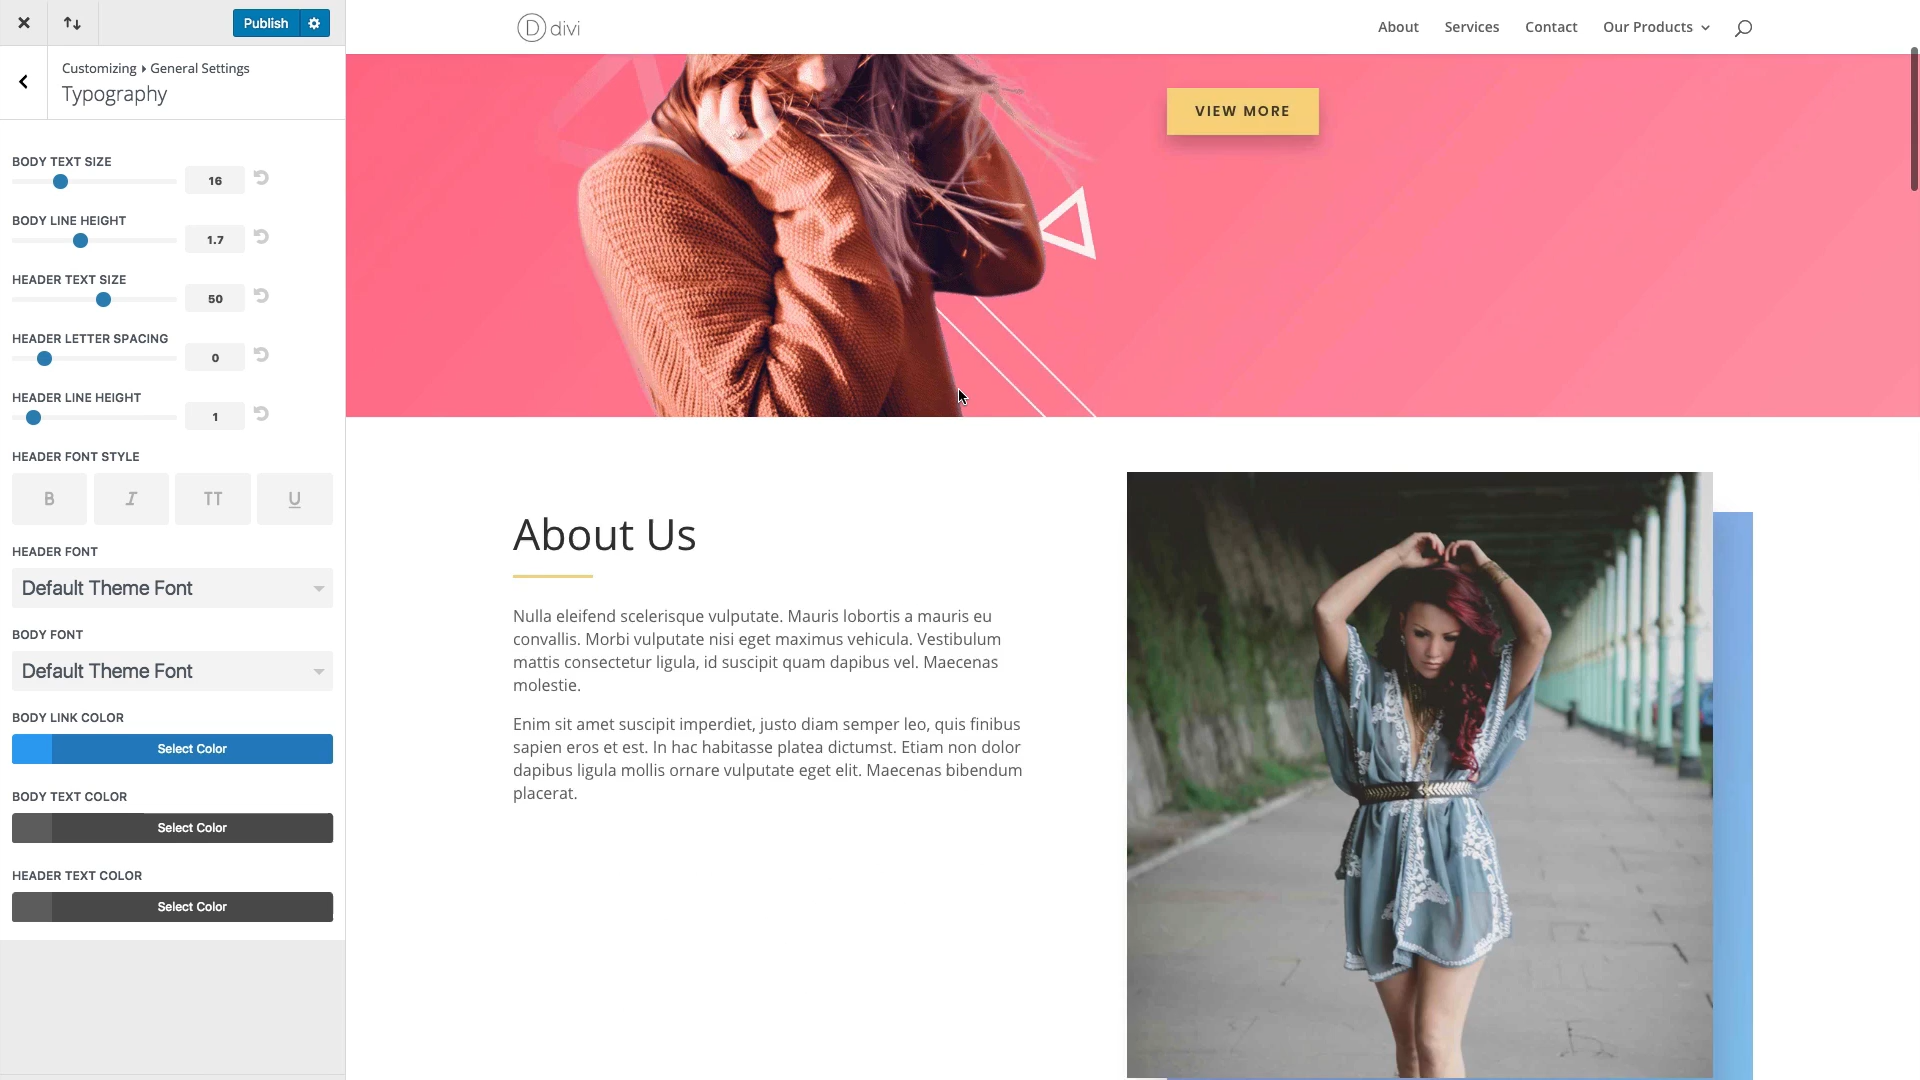 Publish
Customizing General Settings
Typography
BODY TEXT SIZE
16
BODY LINE HEIGHT
1.7
HEADER TEXT SIZE
50
HEADER LETTER SPACING
0
HEADER LINE HEIGHT
1
HEADER FONT STYLE
B I TT U
HEADER FONT
Default Theme Font
BODY FONT
Default Theme Font
BODY LINK COLOR
Select Color
BODY TEXT COLOR
Select Color
HEADER TEXT COLOR
Select Color
D divi
About Services Contact Our Products
VIEW MORE
About Us
Nulla eleifend scelerisque vulputate. Mauris lobortis a mauris eu
convallis. Morbi vulputate nisi eget maximus vehicula. Vestibulum
mattis consectetur ligula, id suscipit quam dapibus vel. Maecenas
molestie.
Enim sit amet suscipit imperdiet, justo diam semper leo, quis finibus
sapien eros et est. In hac habitasse platea dictumst. Etiam non dolor
dapibus ligula mollis ornare vulputate eget elit. Maecenas bibendum
placerat.